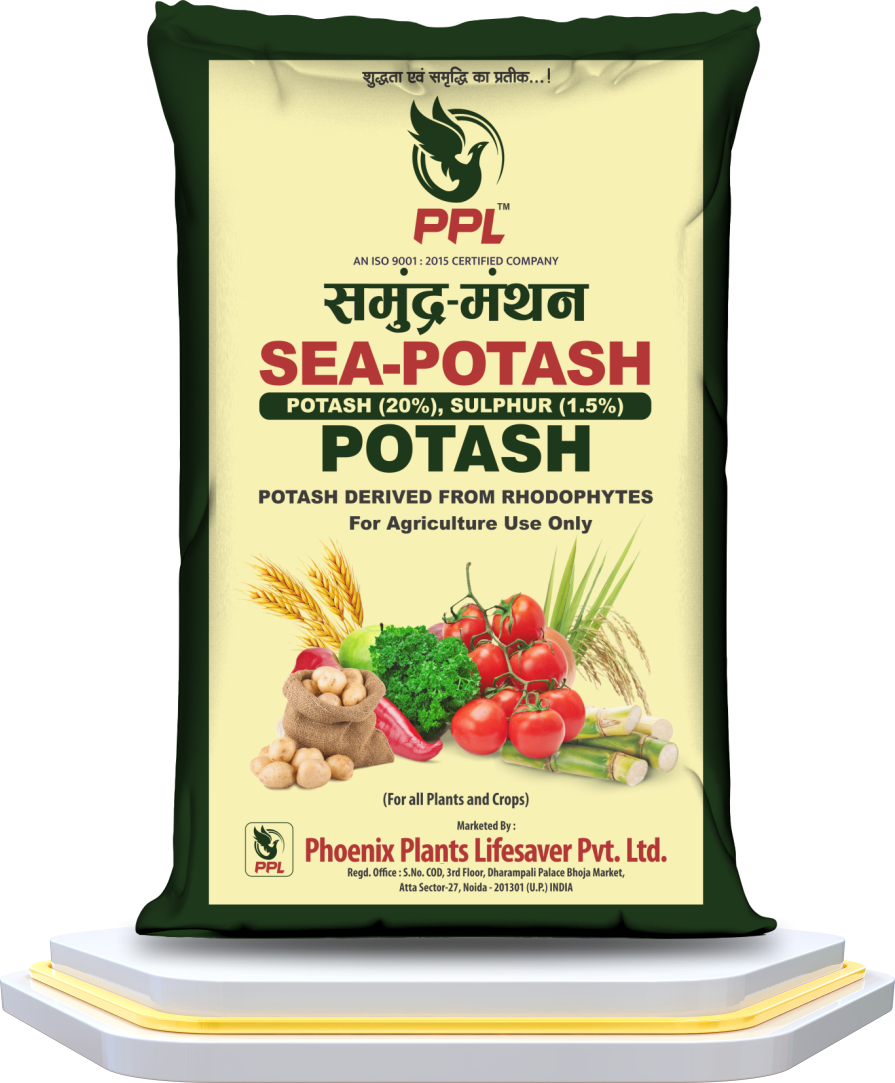 शुद्धता एवं समृद्धि का प्रतीक...!
PPL™
AN ISO 9001 : 2015 CERTIFIED COMPANY
समुंद्र-मंथन
SEA-POTASH
POTASH (20%), SULPHUR (1.5%)
POTASH
POTASH DERIVED FROM RHODOPHYTES
For Agriculture Use Only
(For all Plants and Crops)
Marketed By :
PPL
Phoenix Plants Lifesaver Pvt. Ltd.
Regd. Office : S.No. COD, 3rd Floor, Dharampali Palace Bhoja Market,
Atta Sector-27, Noida - 201301 (U.P.) INDIA